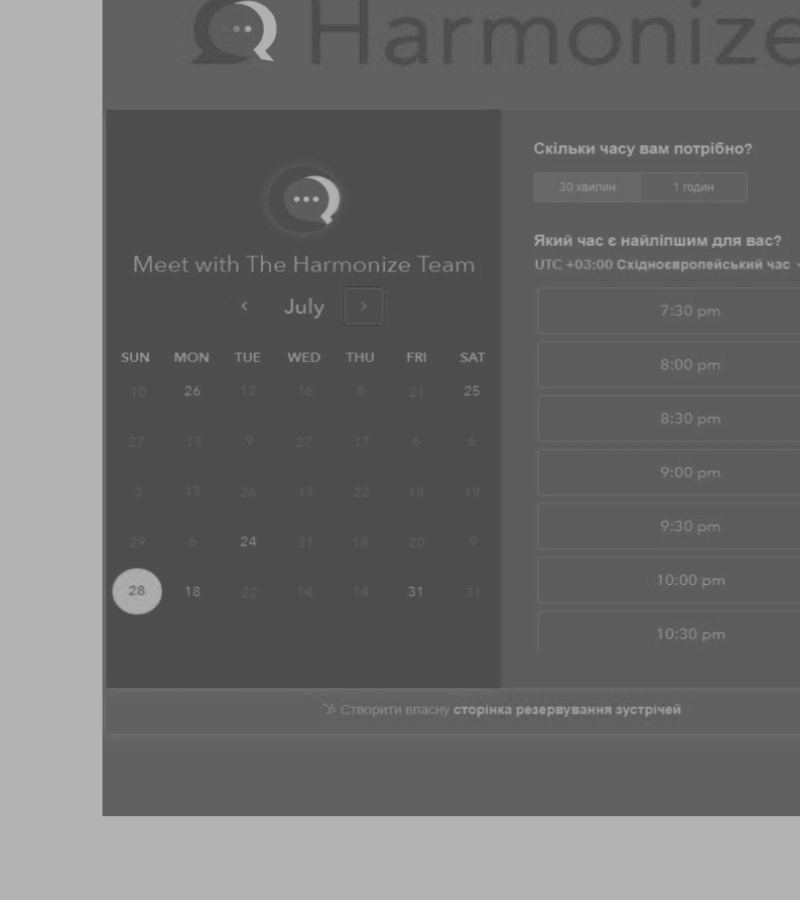 Harmonize
Meet with The Harmonize Team
July
SUN MON TUE WED THU FRI SAT
10 26 12 16 8 21 25
27 17 9 27 17 6 6
3 13 26 17 22 18 19
29 6 24 31 18 20 9
28 18 22 14 14 31 31
Скільки часу вам потрібно?
30 хвилин 1 годин
Який час є найліпшим для вас?
UTC +03:00 Східноєвропейський час
7:30 pm
8:00 pm
8:30 pm
9:00 pm
9:30 pm
10:00 pm
10:30 pm
Створити власну сторінка резервування зустрічей